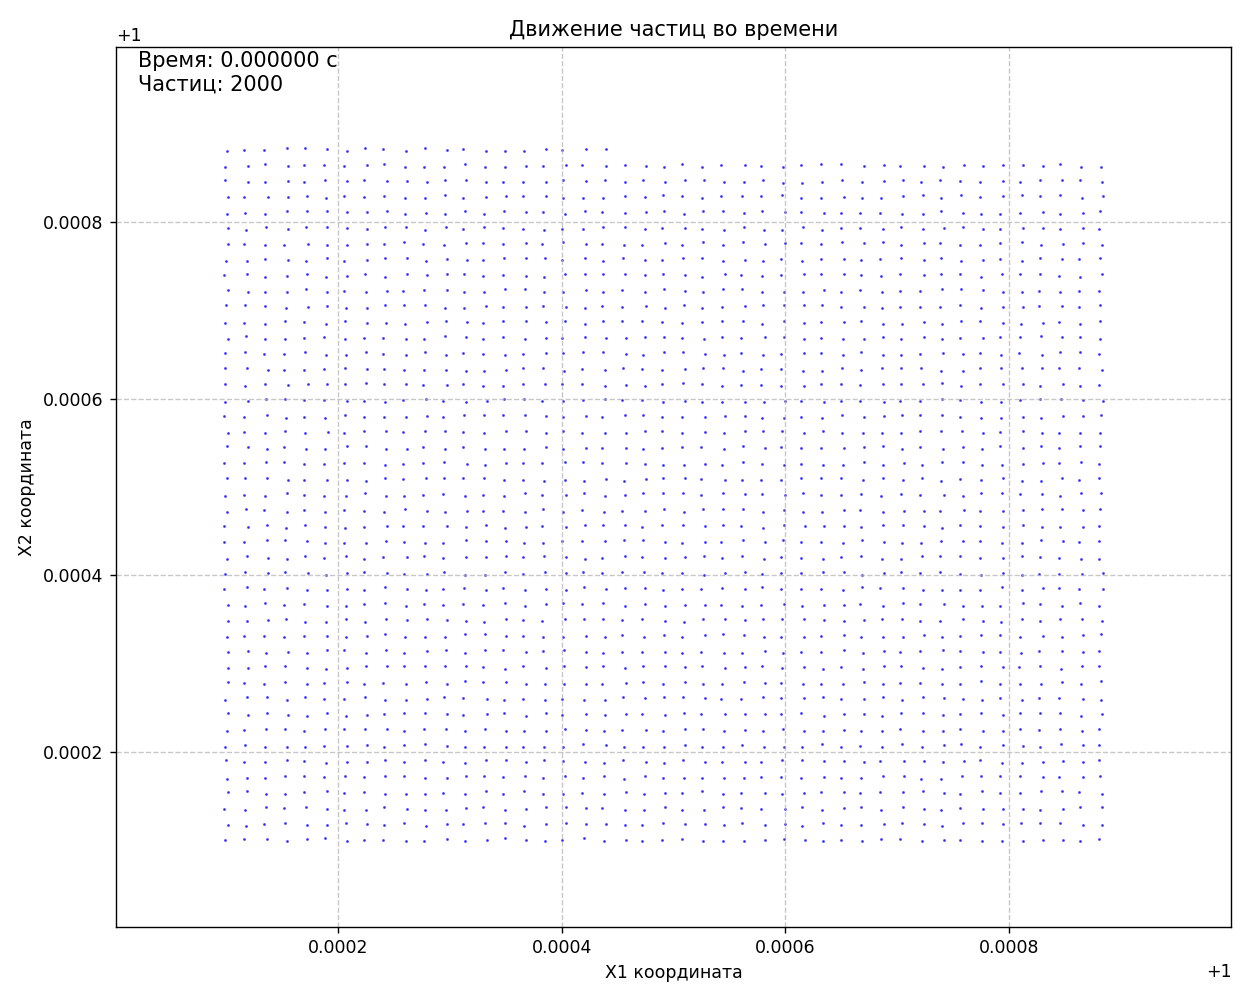 Движение частиц во времени
+1
Время: 0.000000 с
Частиц: 2000
0.0008
0.0006
0.0004
0.0002
X2 координата
0.0002 0.0004 0.0006 0.0008
X1 координата
+1